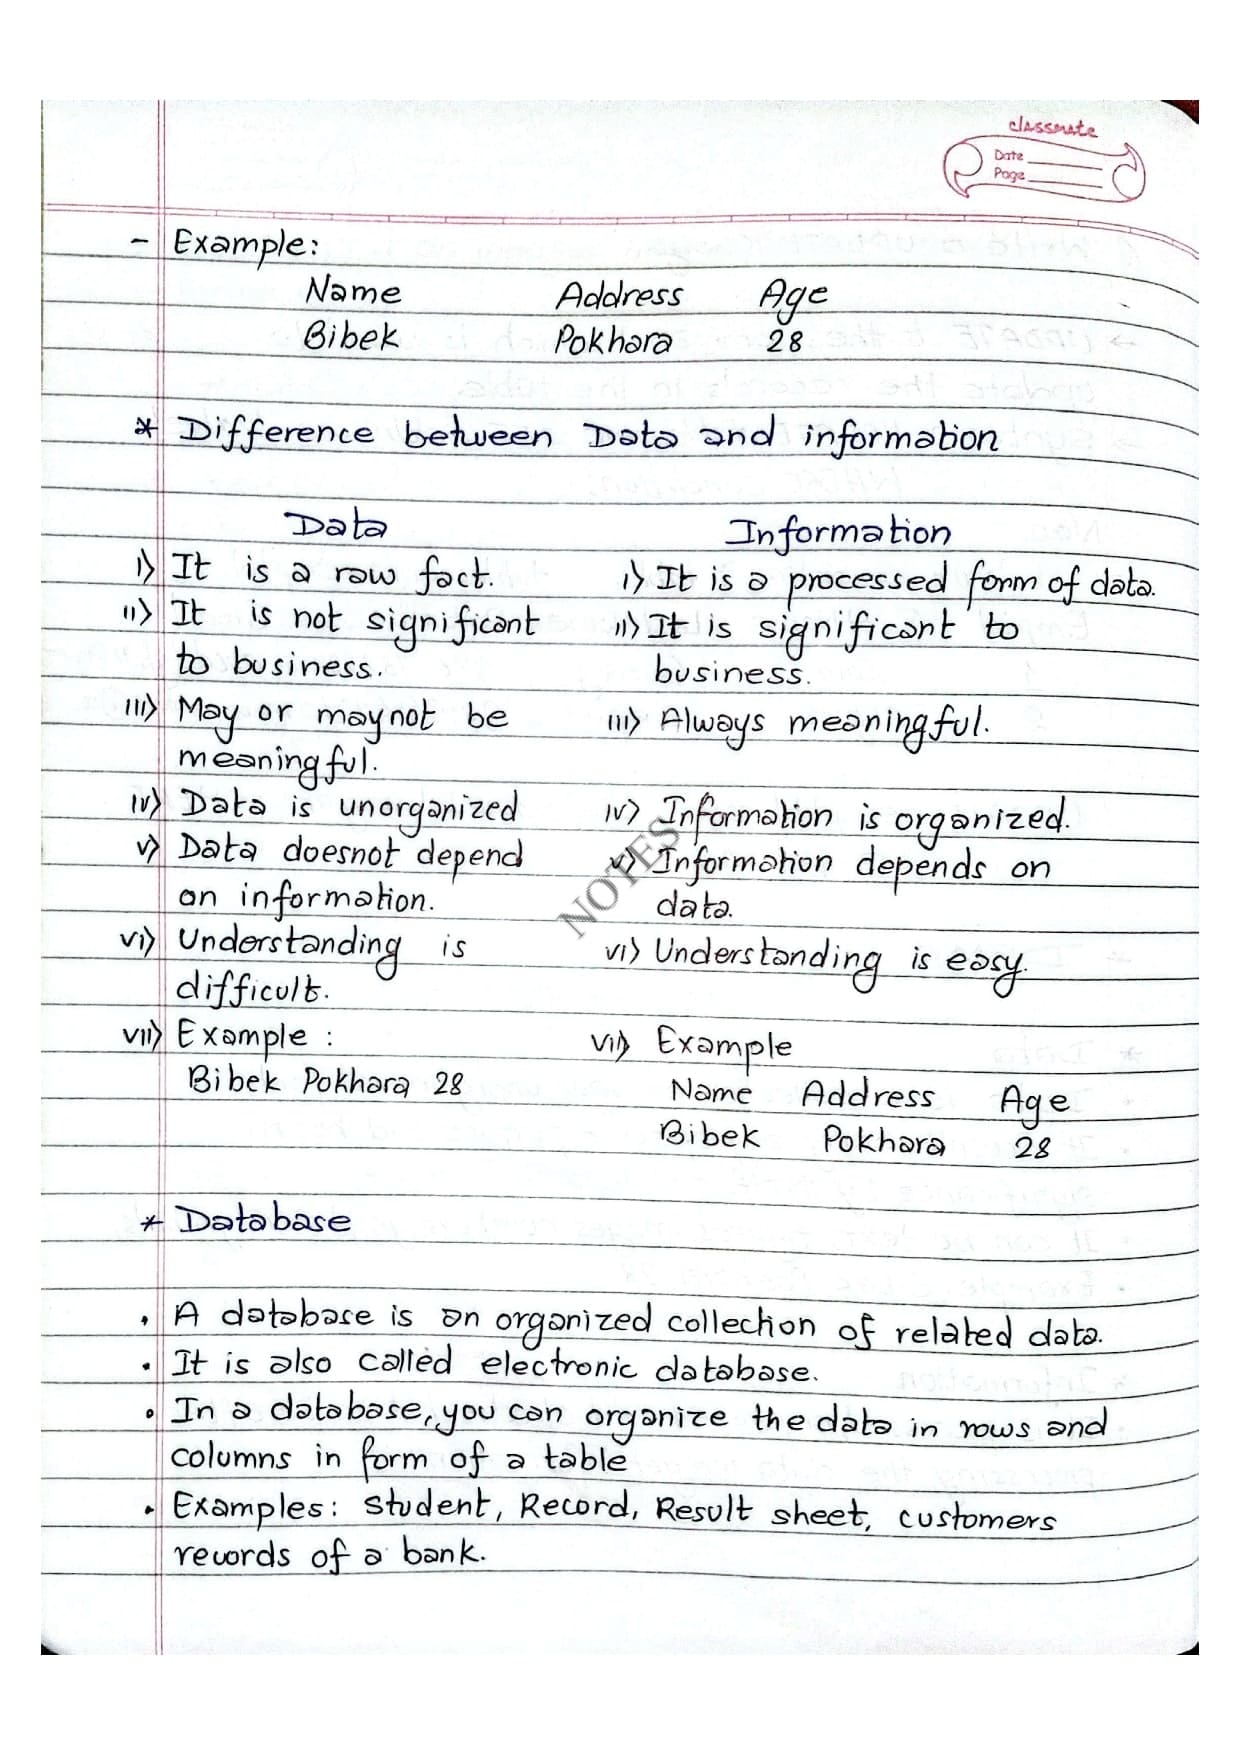 classmate
Date
Page
- Example:
Name Address Age
Bibek Pokhara 28
* Difference between Data and information
Data Information
i) It is a raw fact. i) It is a processed form of data.
ii) It is not significant ii) It is significant to
to business. business.
iii) May or maynot be iii) Always meaningful.
meaningful.
iv) Data is unorganized iv) Information is organized.
v) Data doesnot depend v) Information depends on
on information. data.
NOTES
vi) Understanding is vi) Understanding is easy.
difficult.
vii) Example : vii) Example
Bibek Pokhara 28 Name Address Age
Bibek Pokhara 28
* Database
• A database is an organized collection of related data.
• It is also called electronic database.
• In a database, you can organize the data in rows and
columns in form of a table
• Examples: Student, Record, Result sheet, customers
records of a bank.